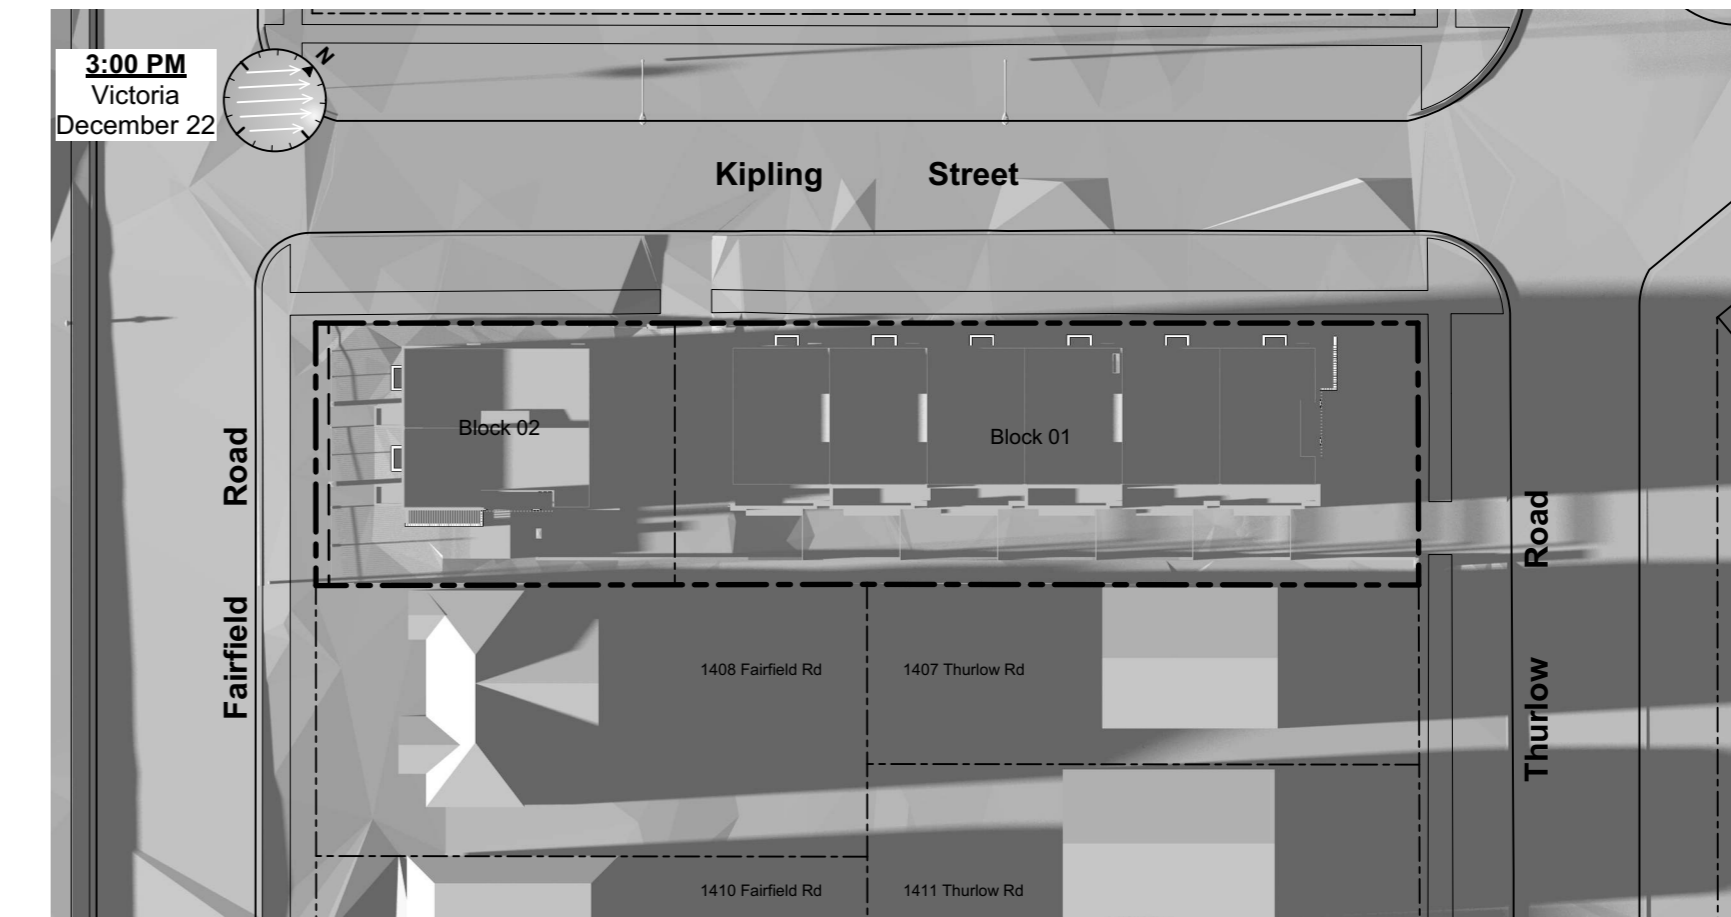 3:00 PM
Victoria
December 22
N
Kipling Street
Block 02
Block 01
Fairfield Road
Thurlow Road
1408 Fairfield Rd
1407 Thurlow Rd
1410 Fairfield Rd
1411 Thurlow Rd